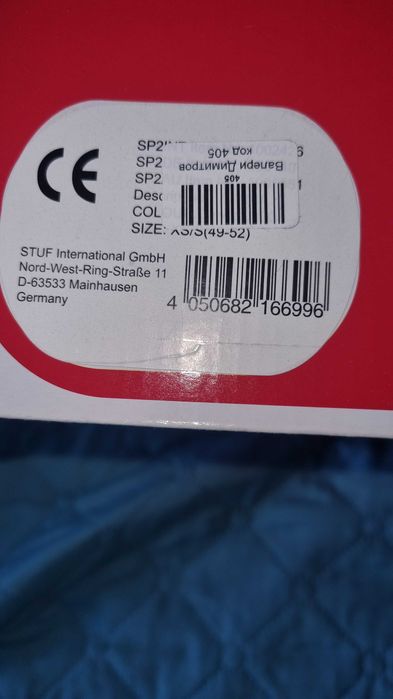 CE
SP2
SP2
SP2
COL
SIZE: XS/S(49-52)
Валери Димитров
код 405
405
STUF International GmbH
Nord-West-Ring-Straße 11
D-63533 Mainhausen
Germany
4 050682 166996